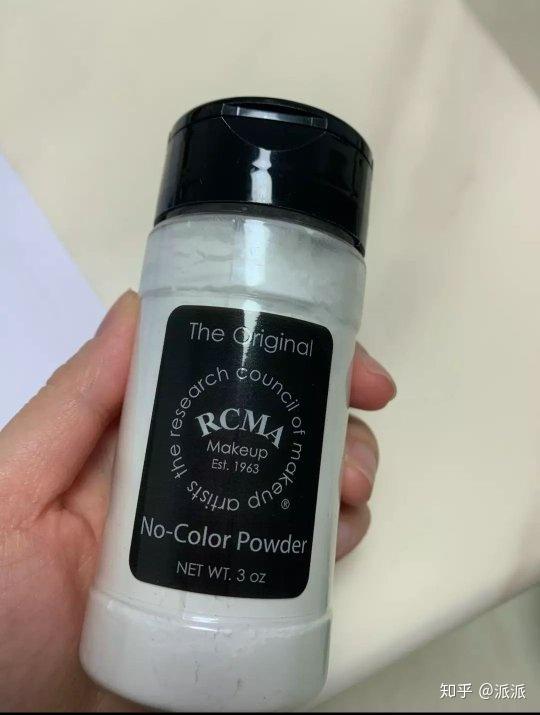 The Original
the research council of makeup artists
RCMA
Makeup
Est. 1963
®
No-Color Powder
NET WT. 3 oz
知乎 @派派